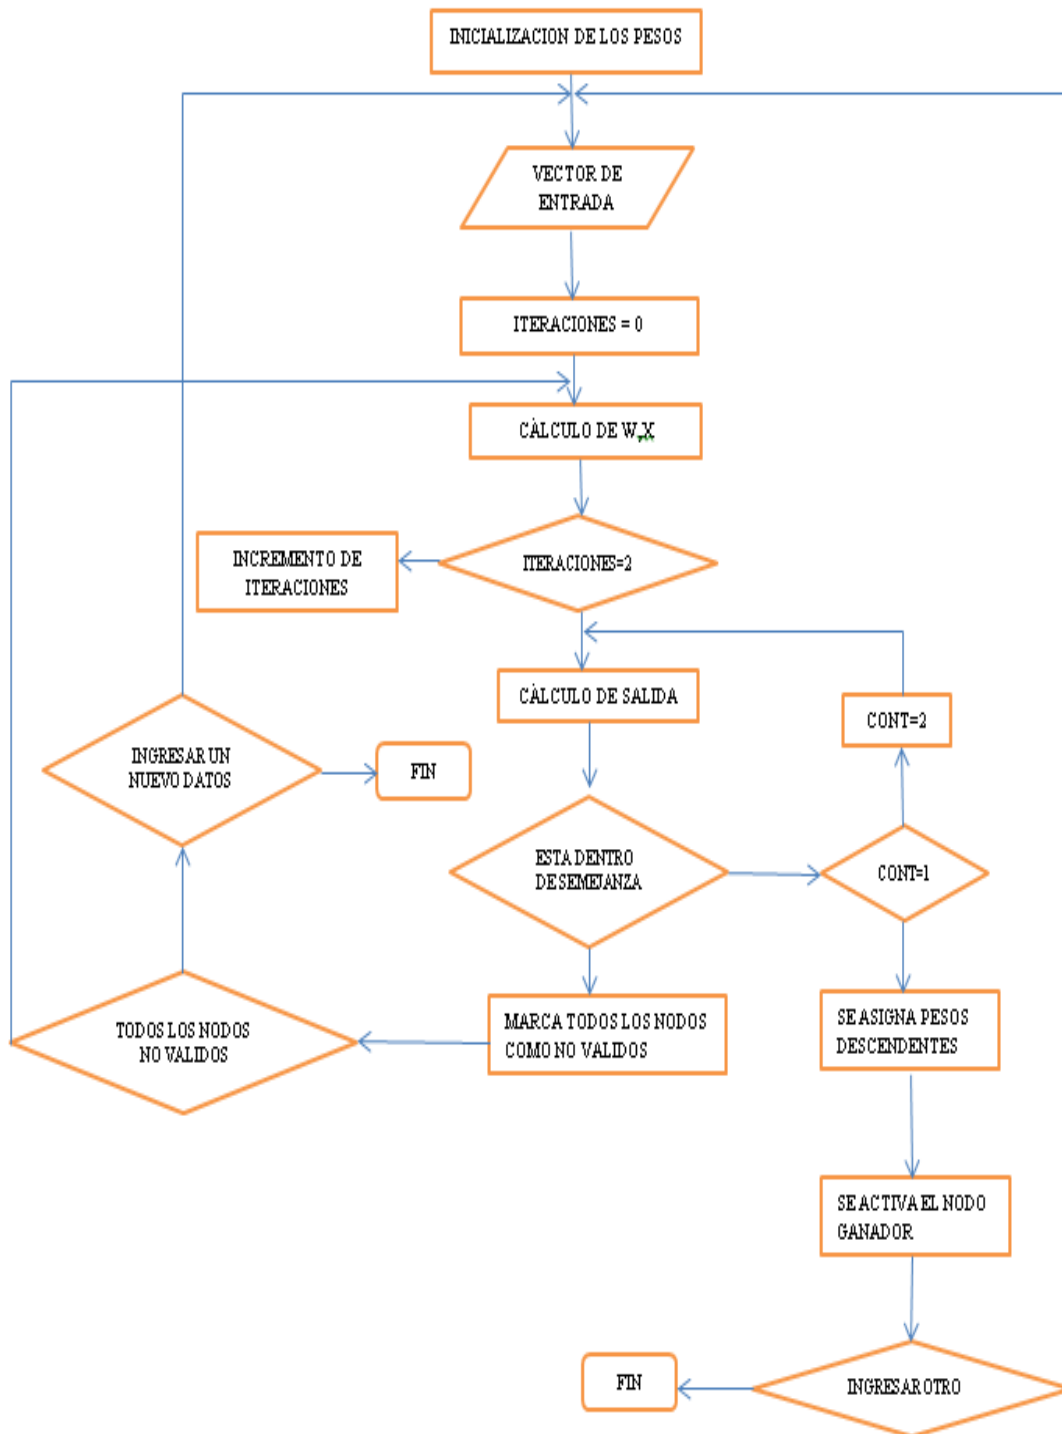 INICIALIZACION DE LOS PESOS
VECTOR DE
ENTRADA
ITERACIONES = 0
CÀLCULO DE W,X
ITERACIONES=2
INCREMENTO DE
ITERACIONES
CÀLCULO DE SALIDA
CONT=2
INGRESAR UN
NUEVO DATOS
FIN
ESTA DENTRO
DE SEMEJANZA
CONT=1
TODOS LOS NODOS
NO VALIDOS
MARCA TODOS LOS NODOS
COMO NO VALIDOS
SE ASIGNA PESOS
DESCENDENTES
SE ACTIVA EL NODO
GANADOR
FIN
INGRESAR OTRO